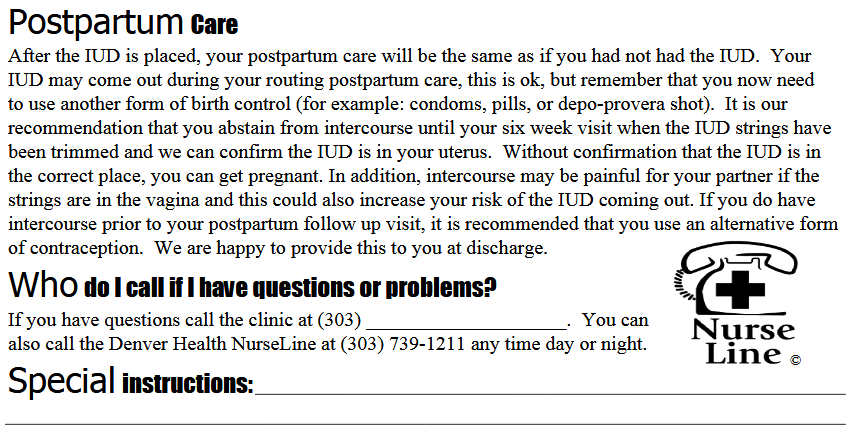 Postpartum Care
After the IUD is placed, your postpartum care will be the same as if you had not had the IUD.  Your
IUD may come out during your routing postpartum care, this is ok, but remember that you now need
to use another form of birth control (for example: condoms, pills, or depo-provera shot).  It is our
recommendation that you abstain from intercourse until your six week visit when the IUD strings have
been trimmed and we can confirm the IUD is in your uterus.  Without confirmation that the IUD is in
the correct place, you can get pregnant. In addition, intercourse may be painful for your partner if the
strings are in the vagina and this could also increase your risk of the IUD coming out. If you do have
intercourse prior to your postpartum follow up visit, it is recommended that you use an alternative form
of contraception.  We are happy to provide this to you at discharge.
Who do I call if I have questions or problems?
If you have questions call the clinic at (303) ____________________.  You can
also call the Denver Health NurseLine at (303) 739-1211 any time day or night.
Nurse
Line ©
Special instructions: